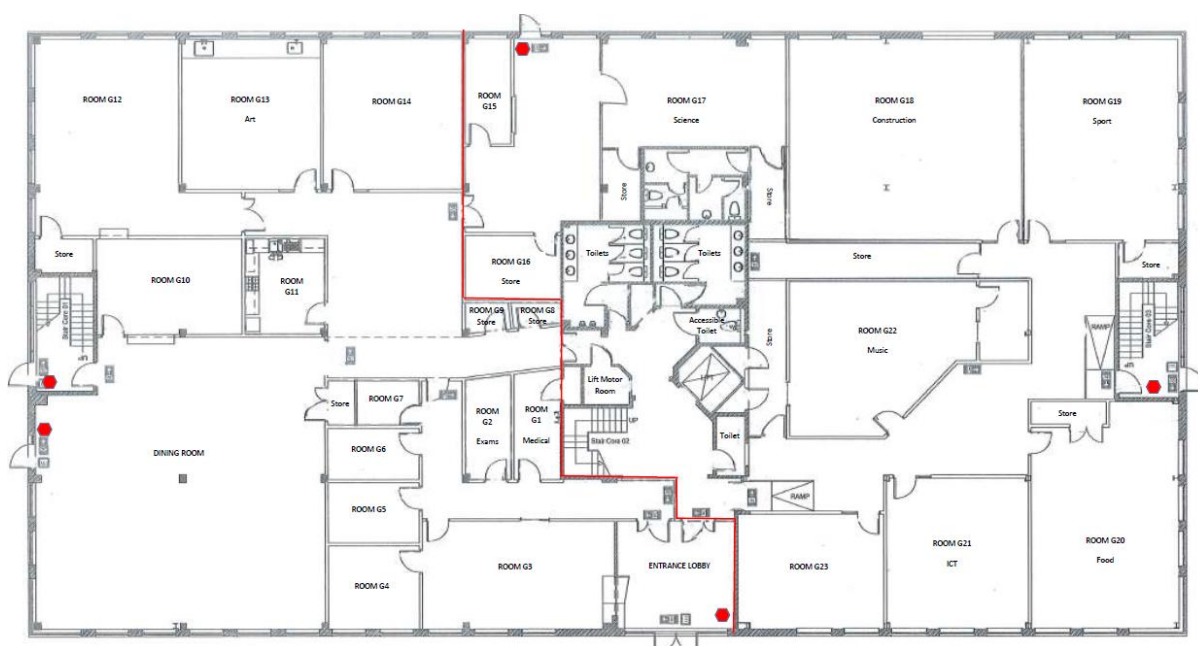 ROOM G12
ROOM G13
Art
ROOM G14
ROOM
G15
ROOM G17
Science
ROOM G18
Construction
ROOM G19
Sport
Store
Store
Store
ROOM G10
ROOM
G11
ROOM G16
Store
Toilets
Toilets
Store
Store
Stair Core 01
UP
ROOM G9
Store
ROOM G8
Store
Accessible
Toilet
Store
ROOM G22
Music
RAMP
Stair Core 03
UP
LIFT
Lift Motor
Room
Store
ROOM G7
ROOM
G2
Exams
ROOM
G1
Medical
UP
Stair Core 02
Toilet
Store
DINING ROOM
ROOM G6
ROOM G5
RAMP
ROOM G4
ROOM G3
ENTRANCE LOBBY
ROOM G23
ROOM G21
ICT
ROOM G20
Food